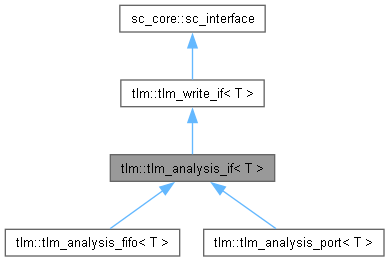 sc_core::sc_interface
tlm::tlm_write_if< T >
tlm::tlm_analysis_if< T >
tlm::tlm_analysis_fifo< T >
tlm::tlm_analysis_port< T >